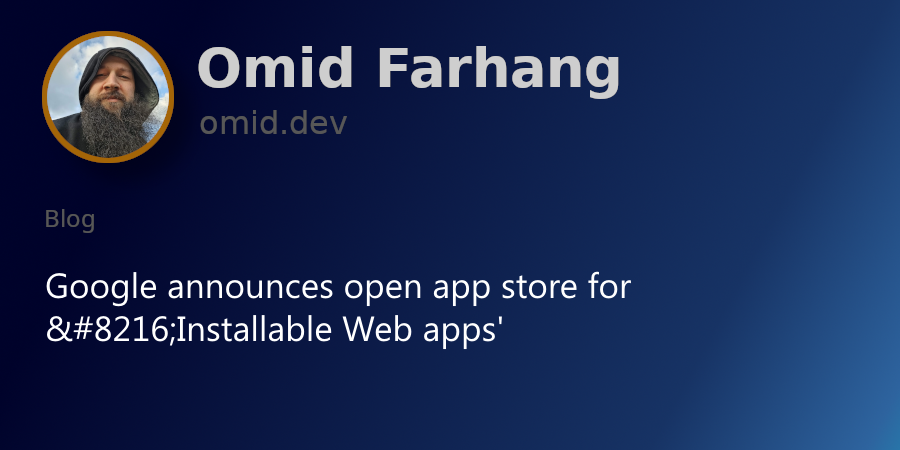 Omid Farhang
omid.dev
Blog
Google announces open app store for
&#8216;Installable Web apps'